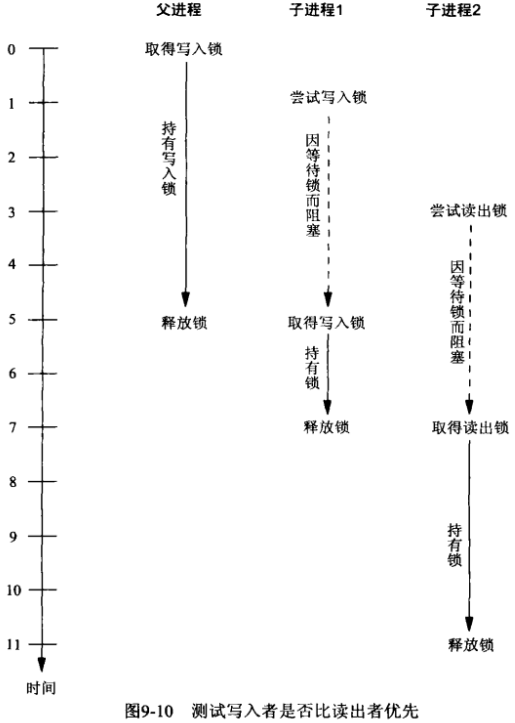 父进程 子进程1 子进程2
0 取得写入锁
1 尝试写入锁
持有写入锁
因等待锁而阻塞
2
3 尝试读出锁
4
因等待锁而阻塞
5 释放锁 取得写入锁
持有锁
6
7 释放锁 取得读出锁
8
9
持有锁
10
11 释放锁
时间
图9-10 测试写入者是否比读出者优先